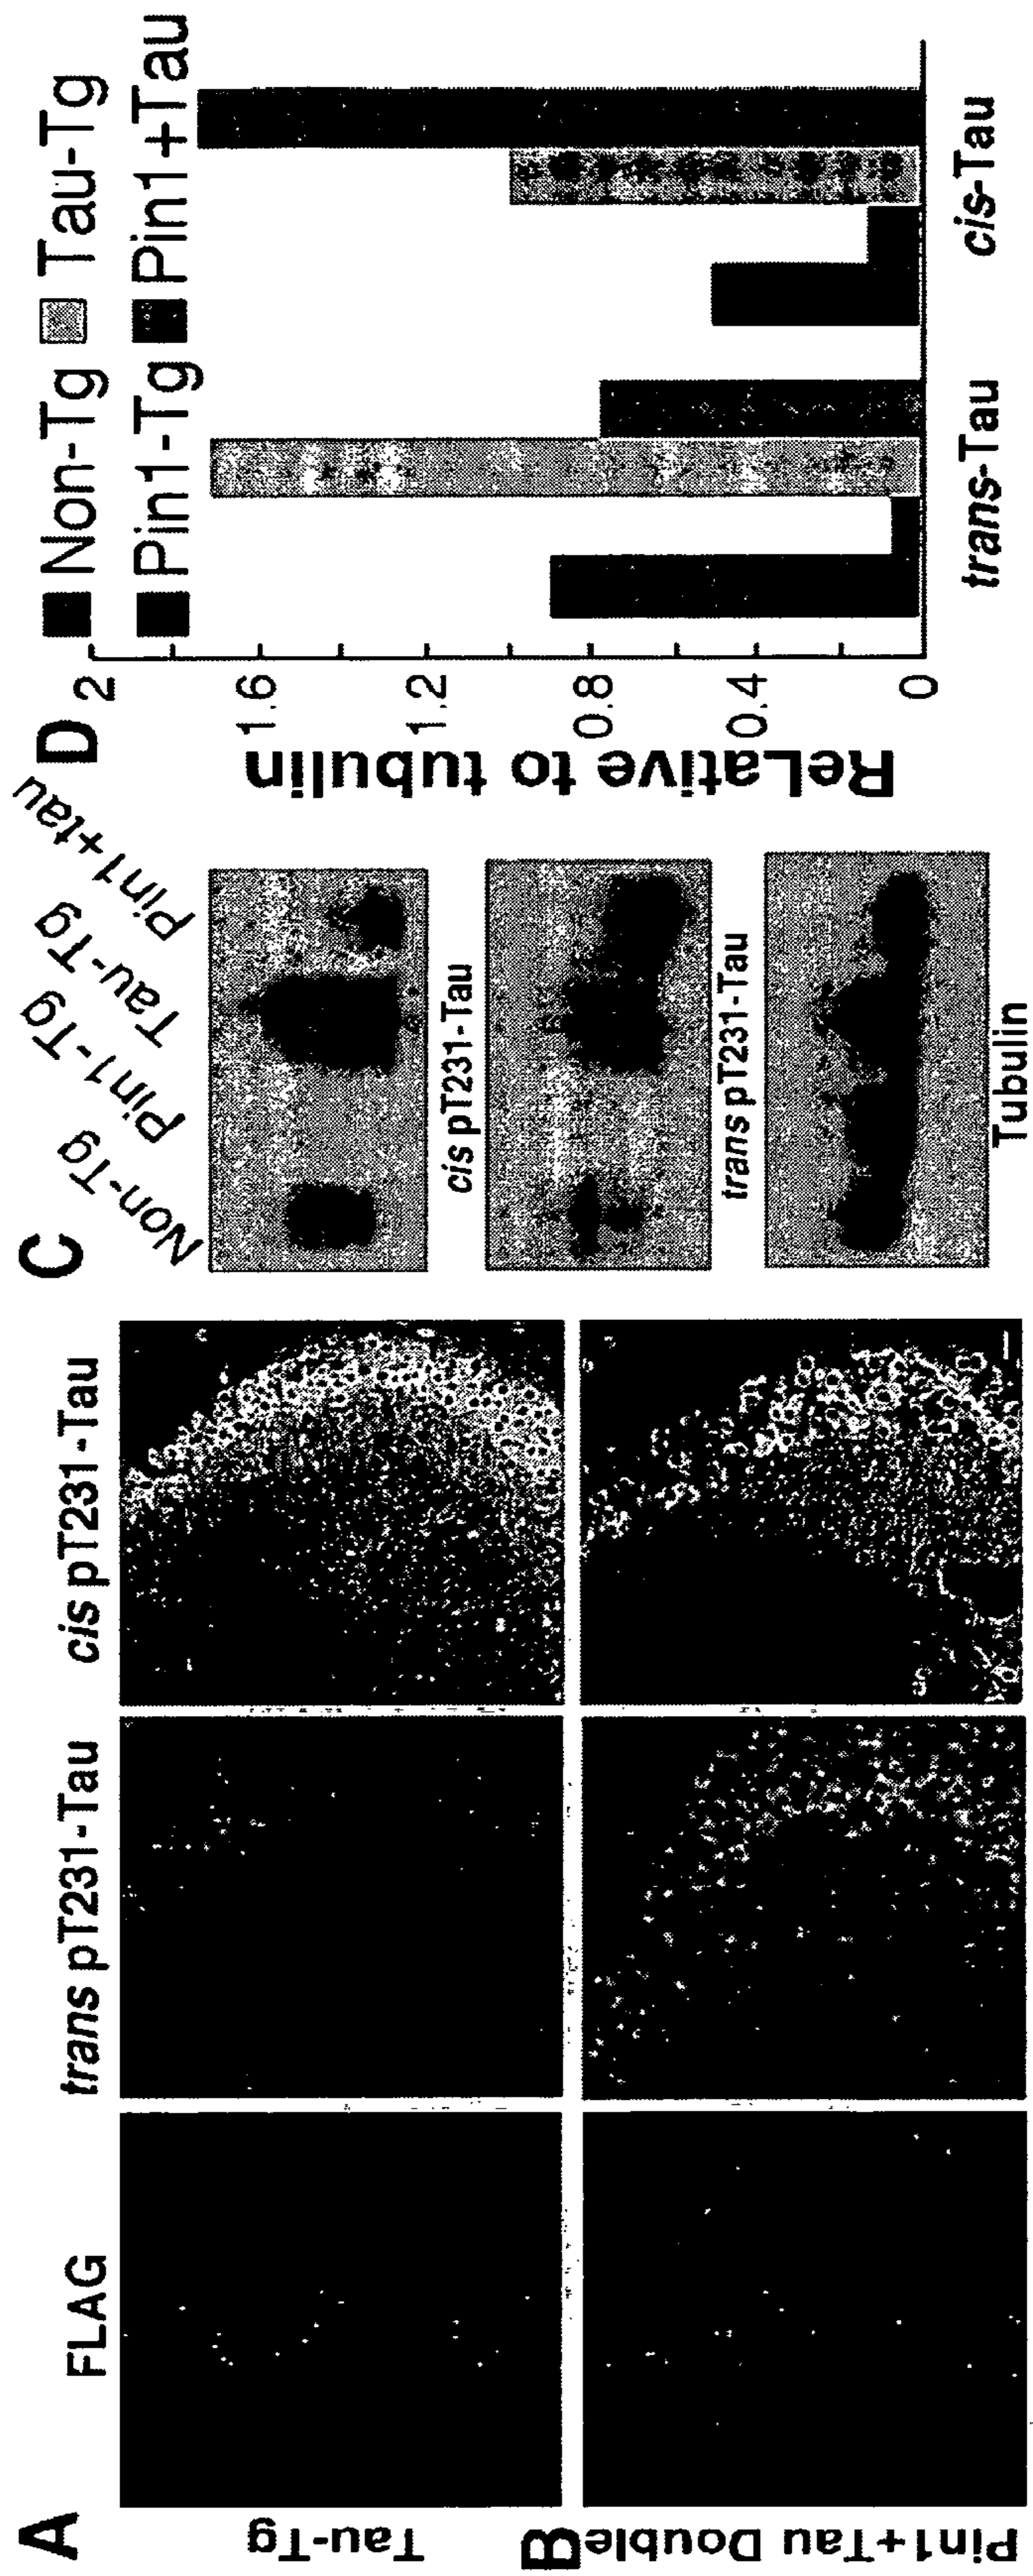 A
FLAG
trans pT231-Tau
cis pT231-Tau
Tau-Tg
B
Pin1+Tau Double
C
Non-Tg
Pin1-Tg
Tau-Tg
Pin1+tau
cis pT231-Tau
trans pT231-Tau
Tubulin
D
Non-Tg Tau-Tg
Pin1-Tg Pin1+Tau
ReLative to tubulin
2
1.6
1.2
0.8
0.4
0
trans-Tau
cis-Tau